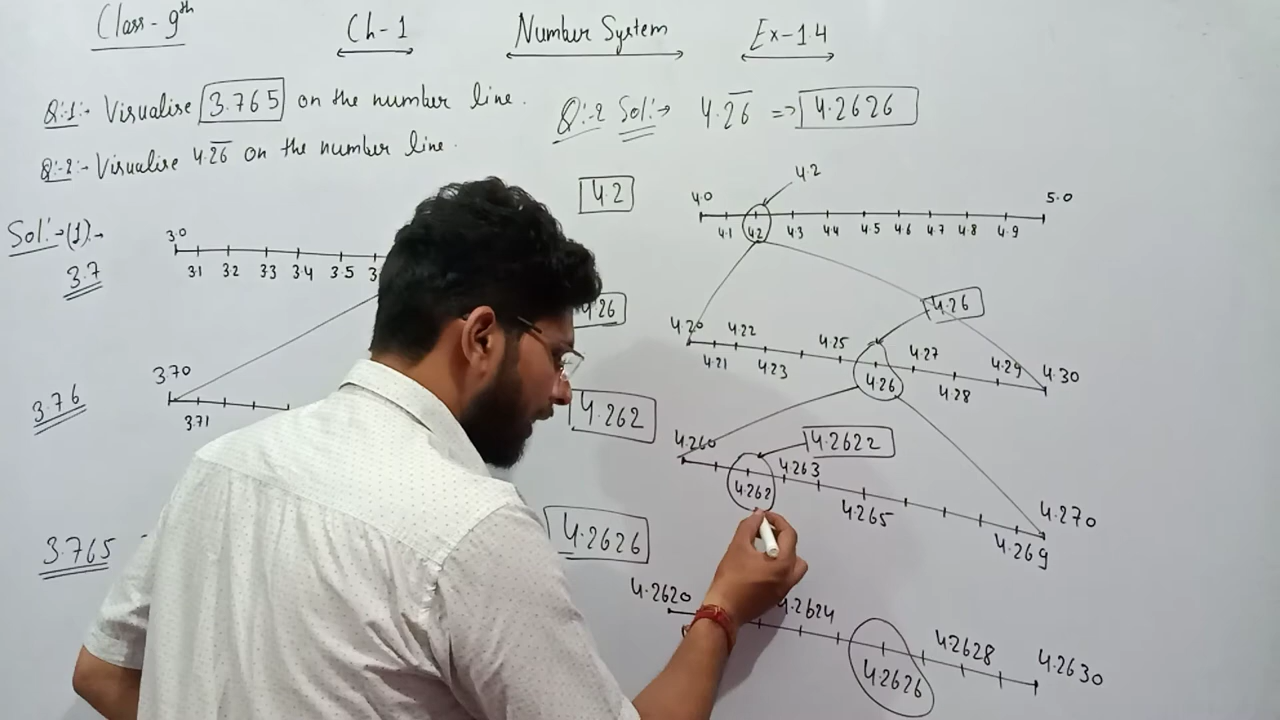 Class - 9th Ch-1 Number System Ex-1.4
Q:1:- Visualise 3.765 on the number line.
Q:-2:- Visualise 4.26 on the number line.
Sol:→(1)→
3.7
3.0
3.1 3.2 3.3 3.4 3.5 3
3.76
3.70
3.71
3.765
Q:-2 Sol:→ 4.26 => 4.2626
4.2
4.2
4.0 5.0
4.1 4.2 4.3 4.4 4.5 4.6 4.7 4.8 4.9
4.26
4.26
4.20 4.22 4.25 4.27 4.29 4.30
4.21 4.23 4.26 4.28
4.262
4.2622
4.260 4.263 4.270
4.262 4.265 4.269
4.2626
4.2620 4.2624 4.2628 4.2630
4.2626